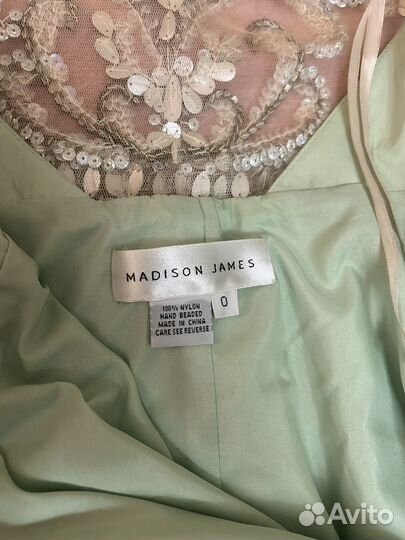 MADISON JAMES
0
100% NYLON
HAND BEADED
MADE IN CHINA
CARE SEE REVERSE
Avito